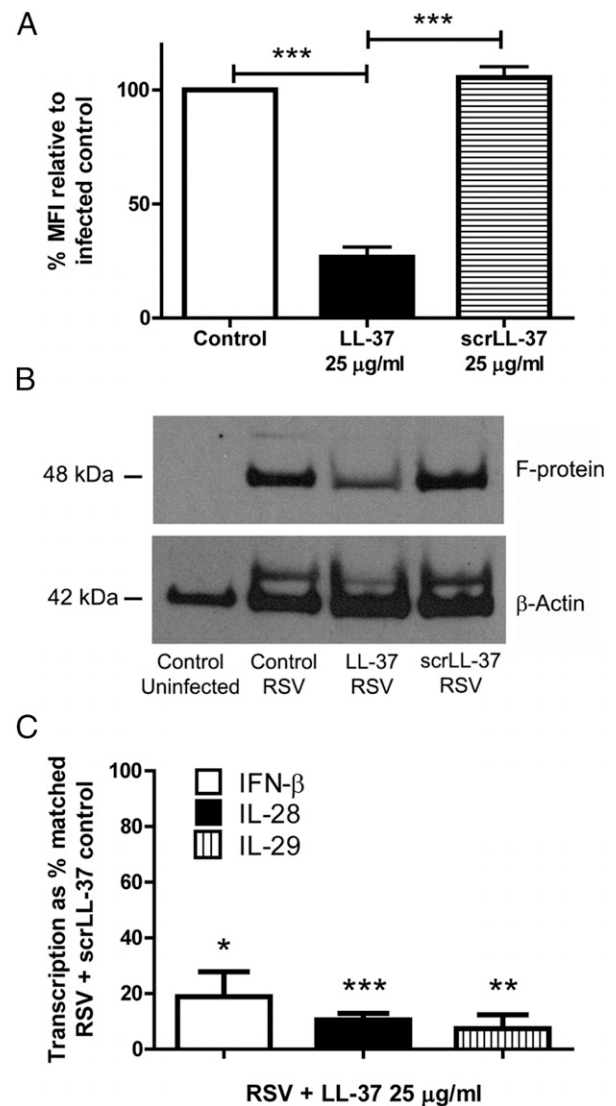 A
% MFI relative to
infected control
100
50
0
***
***
Control
LL-37
25 μg/ml
scrLL-37
25 μg/ml
B
48 kDa
F-protein
42 kDa
β-Actin
Control
Uninfected
Control
RSV
LL-37
RSV
scrLL-37
RSV
C
Transcription as % matched
RSV + scrLL-37 control
100
80
60
40
20
0
IFN-β
IL-28
IL-29
*
***
**
RSV + LL-37 25 μg/ml